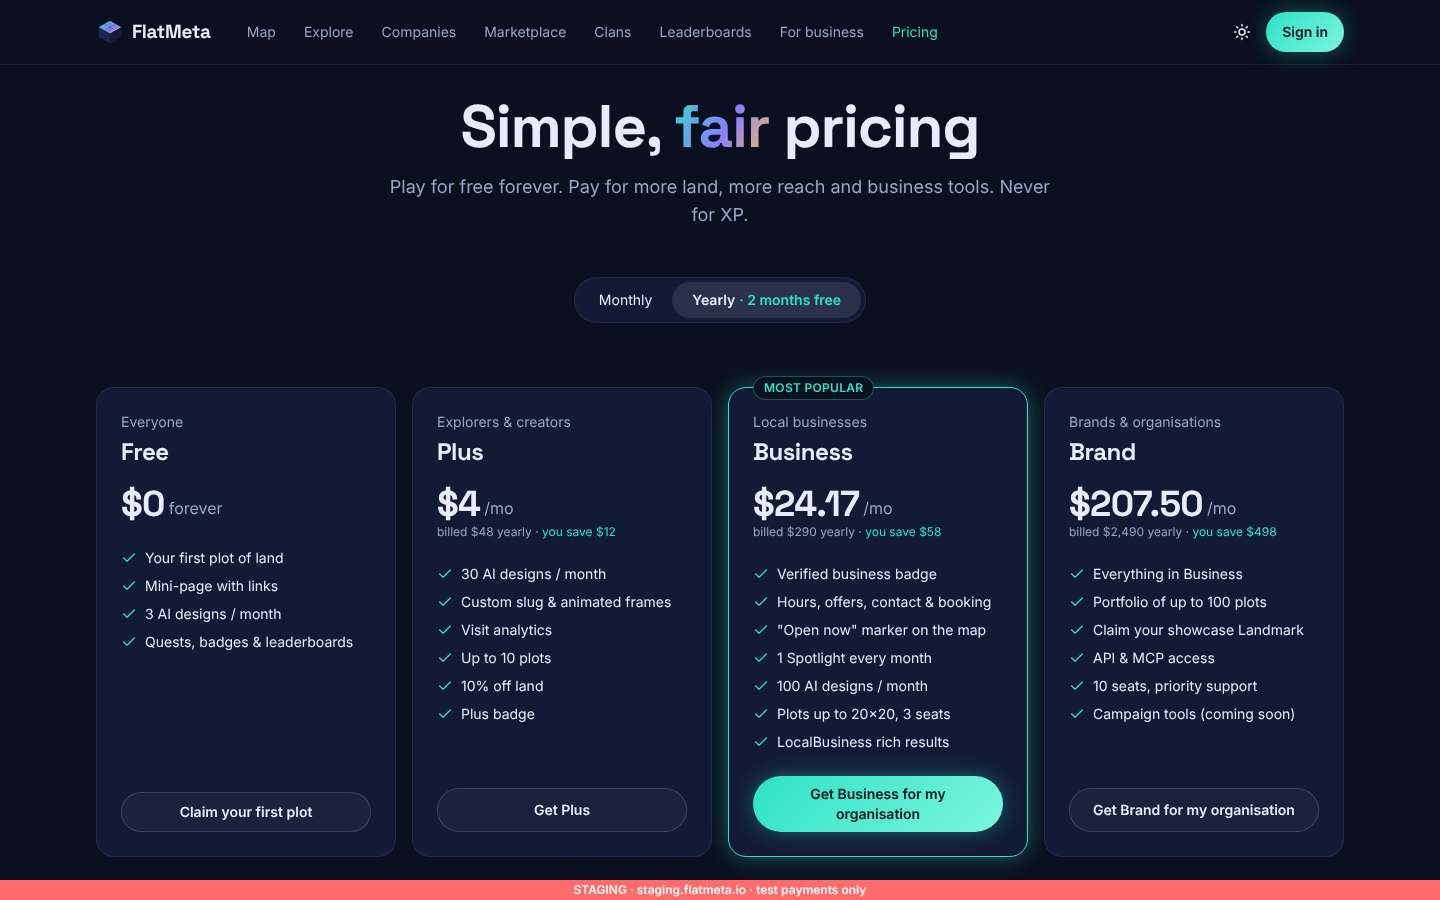 FlatMeta
Map
Explore
Companies
Marketplace
Clans
Leaderboards
For business
Pricing
Sign in
Simple, fair pricing
Play for free forever. Pay for more land, more reach and business tools. Never
for XP.
Monthly
Yearly · 2 months free
Everyone
Free
$0 forever
Your first plot of land
Mini-page with links
3 AI designs / month
Quests, badges & leaderboards
Claim your first plot
Explorers & creators
Plus
$4 /mo
billed $48 yearly · you save $12
30 AI designs / month
Custom slug & animated frames
Visit analytics
Up to 10 plots
10% off land
Plus badge
Get Plus
MOST POPULAR
Local businesses
Business
$24.17 /mo
billed $290 yearly · you save $58
Verified business badge
Hours, offers, contact & booking
"Open now" marker on the map
1 Spotlight every month
100 AI designs / month
Plots up to 20×20, 3 seats
LocalBusiness rich results
Get Business for my
organisation
Brands & organisations
Brand
$207.50 /mo
billed $2,490 yearly · you save $498
Everything in Business
Portfolio of up to 100 plots
Claim your showcase Landmark
API & MCP access
10 seats, priority support
Campaign tools (coming soon)
Get Brand for my organisation
STAGING · staging.flatmeta.io · test payments only